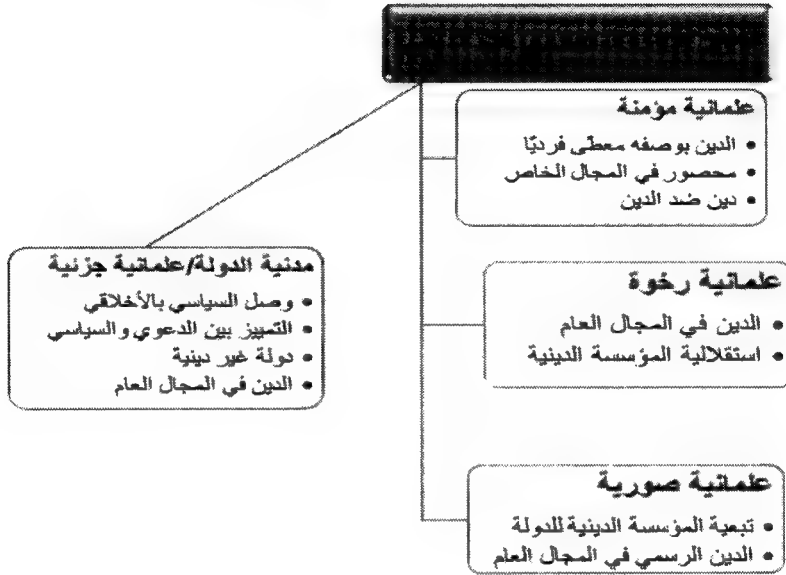 علمانية مؤمنة
• الدين بوصفه معطى فرديًا
• محصور في المجال الخاص
• دين ضد الدين
علمانية رخوة
• الدين في المجال العام
• استقلالية المؤسسة الدينية
علمانية صورية
• تبعية المؤسسة الدينية للدولة
• الدين الرسمي في المجال العام
مدنية الدولة/علمانية جزئية
• وصل السياسي بالأخلاقي
• التمييز بين الدعوي والسياسي
• دولة غير دينية
• الدين في المجال العام